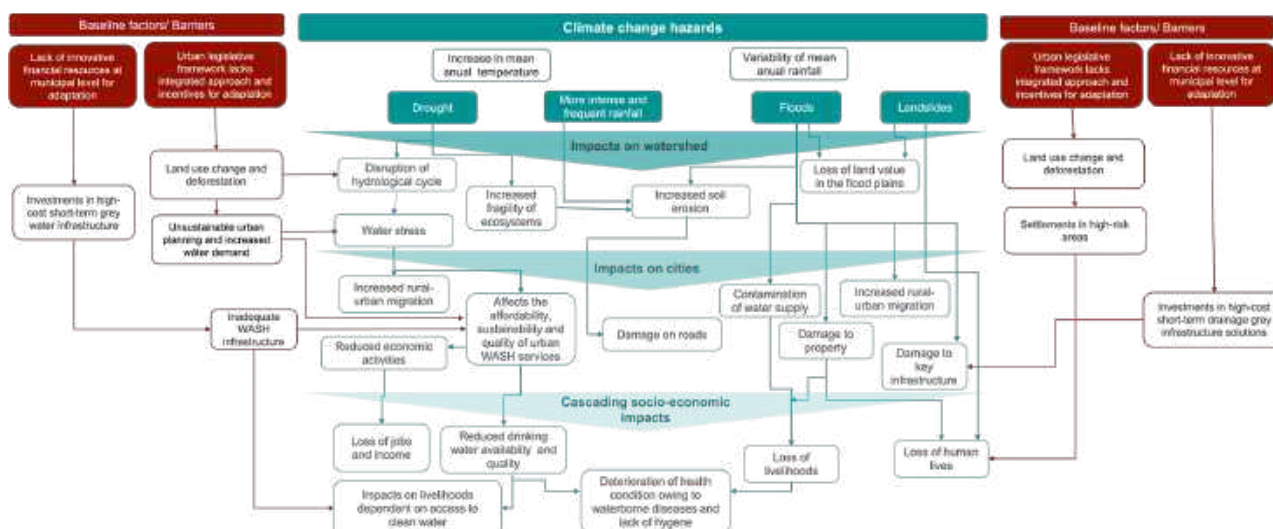 Baseline factors/ Barriers
Lack of innovative
financial resources at
municipal level for
adaptation
Urban legislative
framework lacks
integrated approach and
incentives for adaptation
Climate change hazards
Increase in mean
anual temperature
Variability of mean
anual rainfall
Drought
More intense and
frequent rainfall
Floods
Landslides
Baseline factors/ Barriers
Urban legislative
framework lacks
integrated approach and
incentives for adaptation
Lack of innovative
financial resources at
municipal level for
adaptation
Impacts on watershed
Land use change and
deforestation
Disruption of
hydrological cycle
Loss of land value
in the flood plains
Land use change and
deforestation
Investments in high-
cost short-term grey
water infrastructure
Increased
fragility of
ecosystems
Increased soil
erosion
Unsustainable urban
planning and increased
water demand
Water stress
Settlements in high-risk
areas
Impacts on cities
Increased rural-
urban migration
Affects the
affordability,
sustainability and
quality of urban
WASH services
Contamination
of water supply
Increased rural-
urban migration
Investments in high-cost
short-term drainage grey
infrastructure solutions
Inadequate
WASH
infrastructure
Reduced economic
activities
Damage on roads
Damage to
property
Damage to
key
infrastructure
Cascading socio-economic
impacts
Loss of jobs
and income
Reduced drinking
water availability and
quality
Loss of
livelihoods
Loss of human
lives
Impacts on livelihoods
dependent on access to
clean water
Deterioration of health
condition owing to
waterborne diseases and
lack of hygiene